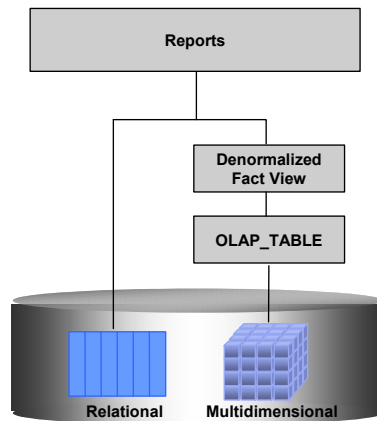 Reports
Denormalized
Fact View
OLAP_TABLE
Relational
Multidimensional